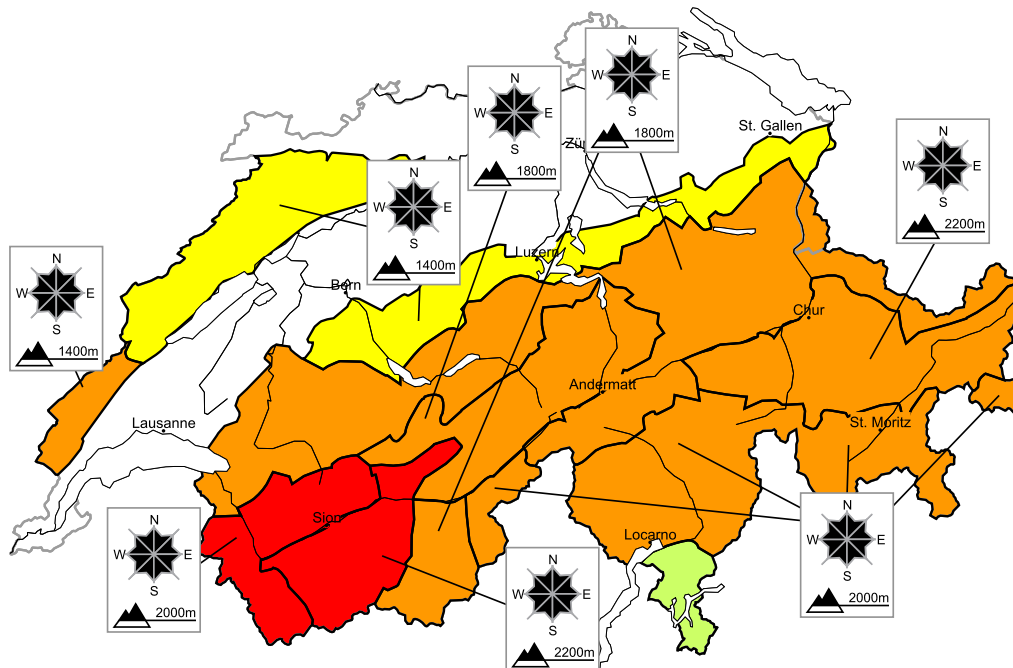 N
W E
S
1800m
N
W E
S
1800m
St. Gallen
N
W E
S
2200m
N
W E
S
1400m
N
W E
S
1400m
Luzern
Bern
Chur
Andermatt
Lausanne
St. Moritz
Sion
Locarno
N
W E
S
2000m
N
W E
S
2200m
N
W E
S
2000m